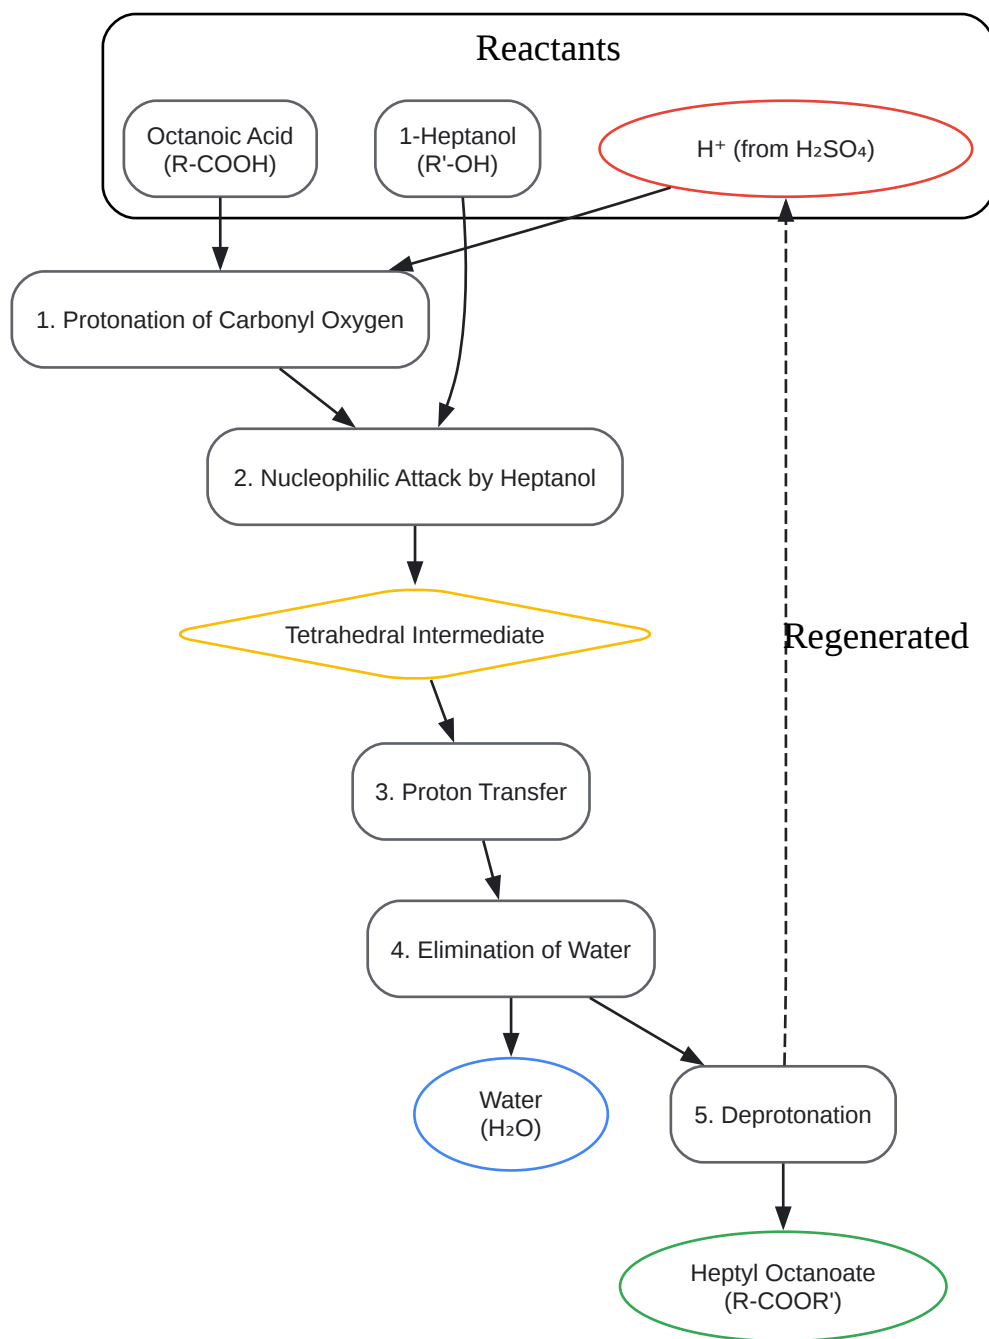 Reactants
Octanoic Acid
(R-COOH)
1-Heptanol
(R'-OH)
H⁺ (from H₂SO₄)
1. Protonation of Carbonyl Oxygen
2. Nucleophilic Attack by Heptanol
Tetrahedral Intermediate
Regenerated
3. Proton Transfer
4. Elimination of Water
Water
(H₂O)
5. Deprotonation
Heptyl Octanoate
(R-COOR')